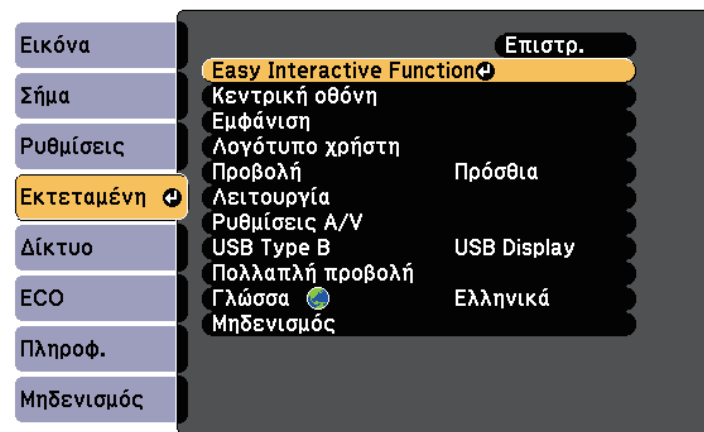 Εικόνα
Σήμα
Ρυθμίσεις
Εκτεταμένη
Δίκτυο
ECO
Πληροφ.
Μηδενισμός
Επιστρ.
Easy Interactive Function
Κεντρική οθόνη
Εμφάνιση
Λογότυπο χρήστη
Προβολή Πρόσθια
Λειτουργία
Ρυθμίσεις A/V
USB Type B USB Display
Πολλαπλή προβολή
Γλώσσα Ελληνικά
Μηδενισμός